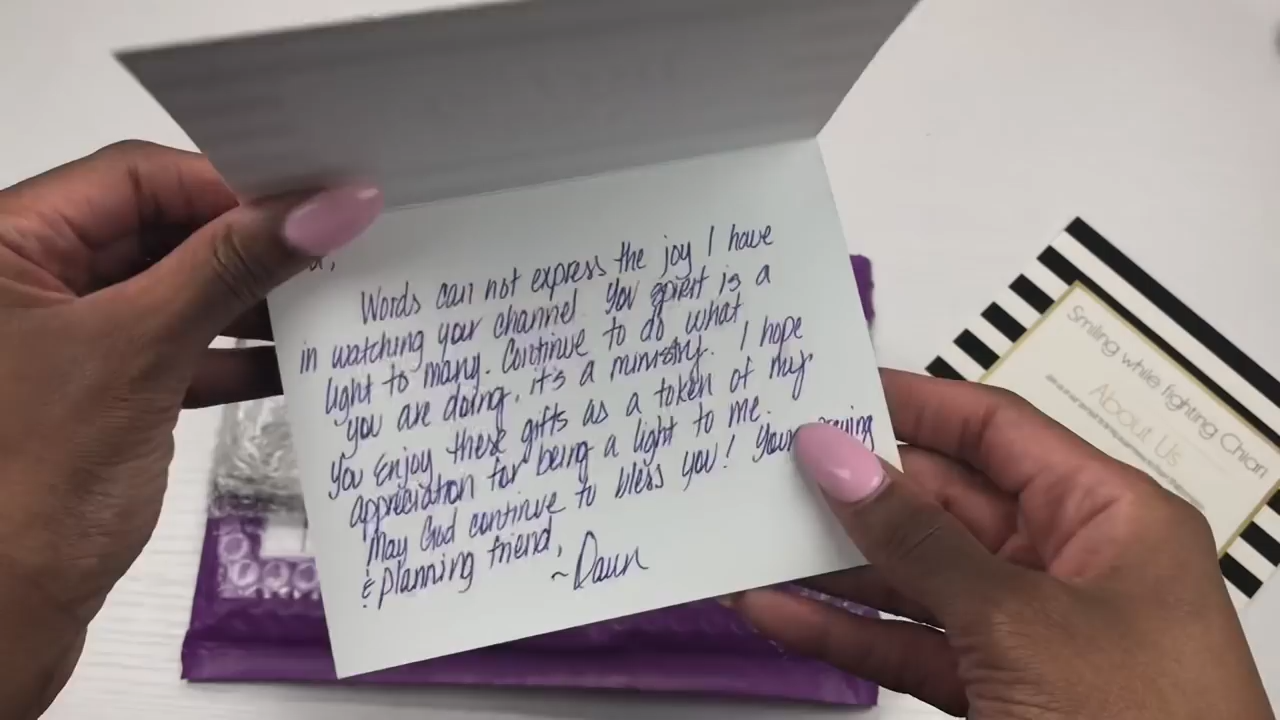 Words can not express the joy I have
in watching your channel. You spirit is a
light to many. Continue to do what
you are doing, it's a ministry. I hope
you enjoy these gifts as a token of my
appreciation for being a light to me.
May God continue to bless you! Your
& planning friend,
~Dawn
Smiling while fighting Chiari
About Us